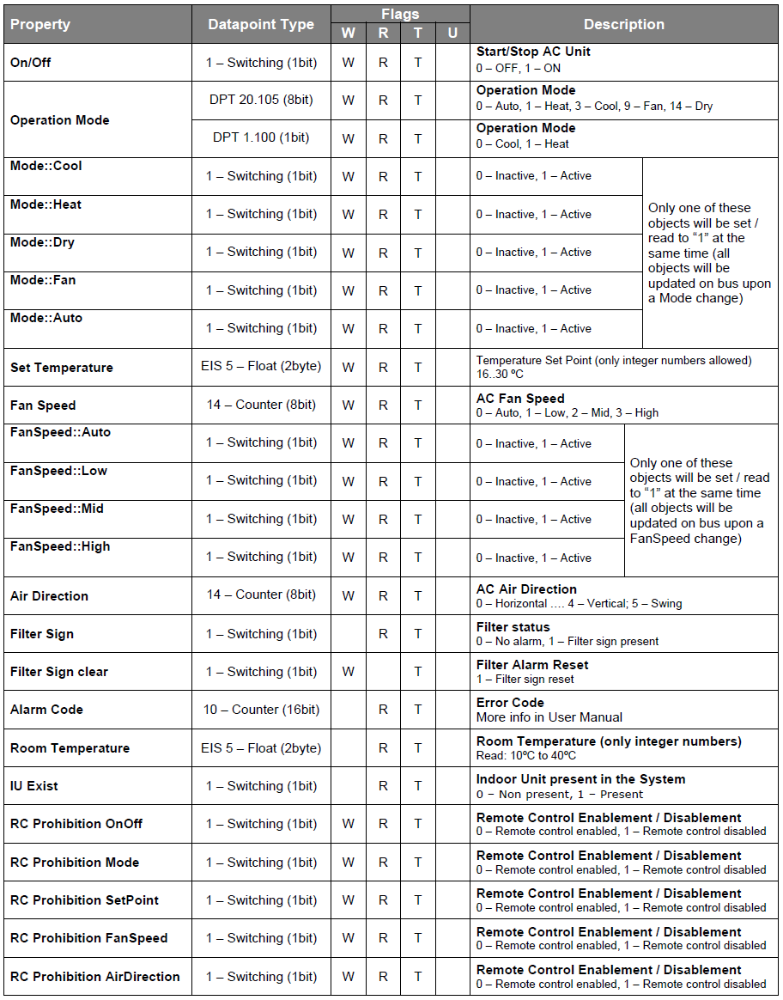 Property Datapoint Type Flags Description
W R T U
On/Off 1 – Switching (1bit) W R T Start/Stop AC Unit
0 – OFF, 1 – ON
Operation Mode DPT 20.105 (8bit) W R T Operation Mode
0 – Auto, 1 – Heat, 3 – Cool, 9 – Fan, 14 – Dry
DPT 1.100 (1bit) W R T Operation Mode
0 – Cool, 1 – Heat
Mode::Cool 1 – Switching (1bit) W R T 0 – Inactive, 1 – Active
Mode::Heat 1 – Switching (1bit) W R T 0 – Inactive, 1 – Active
Mode::Dry 1 – Switching (1bit) W R T 0 – Inactive, 1 – Active
Mode::Fan 1 – Switching (1bit) W R T 0 – Inactive, 1 – Active
Mode::Auto 1 – Switching (1bit) W R T 0 – Inactive, 1 – Active
Only one of these
objects will be set /
read to “1” at the
same time (all
objects will be
updated on bus upon
a Mode change)
Set Temperature EIS 5 – Float (2byte) W R T Temperature Set Point (only integer numbers allowed)
16..30 ºC
Fan Speed 14 – Counter (8bit) W R T AC Fan Speed
0 – Auto, 1 – Low, 2 – Mid, 3 – High
FanSpeed::Auto 1 – Switching (1bit) W R T 0 – Inactive, 1 – Active
FanSpeed::Low 1 – Switching (1bit) W R T 0 – Inactive, 1 – Active
FanSpeed::Mid 1 – Switching (1bit) W R T 0 – Inactive, 1 – Active
FanSpeed::High 1 – Switching (1bit) W R T 0 – Inactive, 1 – Active
Only one of these
objects will be set / read
to “1” at the same time
(all objects will be
updated on bus upon a
FanSpeed change)
Air Direction 14 – Counter (8bit) W R T AC Air Direction
0 – Horizontal …. 4 – Vertical; 5 – Swing
Filter Sign 1 – Switching (1bit) R T Filter status
0 – No alarm, 1 – Filter sign present
Filter Sign clear 1 – Switching (1bit) W T Filter Alarm Reset
1 – Filter sign reset
Alarm Code 10 – Counter (16bit) R T Error Code
More info in User Manual
Room Temperature EIS 5 – Float (2byte) R T Room Temperature (only integer numbers)
Read: 10ºC to 40ºC
IU Exist 1 – Switching (1bit) R T Indoor Unit present in the System
0 – Non present, 1 – Present
RC Prohibition OnOff 1 – Switching (1bit) W R T Remote Control Enablement / Disablement
0 – Remote control enabled, 1 – Remote control disabled
RC Prohibition Mode 1 – Switching (1bit) W R T Remote Control Enablement / Disablement
0 – Remote control enabled, 1 – Remote control disabled
RC Prohibition SetPoint 1 – Switching (1bit) W R T Remote Control Enablement / Disablement
0 – Remote control enabled, 1 – Remote control disabled
RC Prohibition FanSpeed 1 – Switching (1bit) W R T Remote Control Enablement / Disablement
0 – Remote control enabled, 1 – Remote control disabled
RC Prohibition AirDirection 1 – Switching (1bit) W R T Remote Control Enablement / Disablement
0 – Remote control enabled, 1 – Remote control disabled